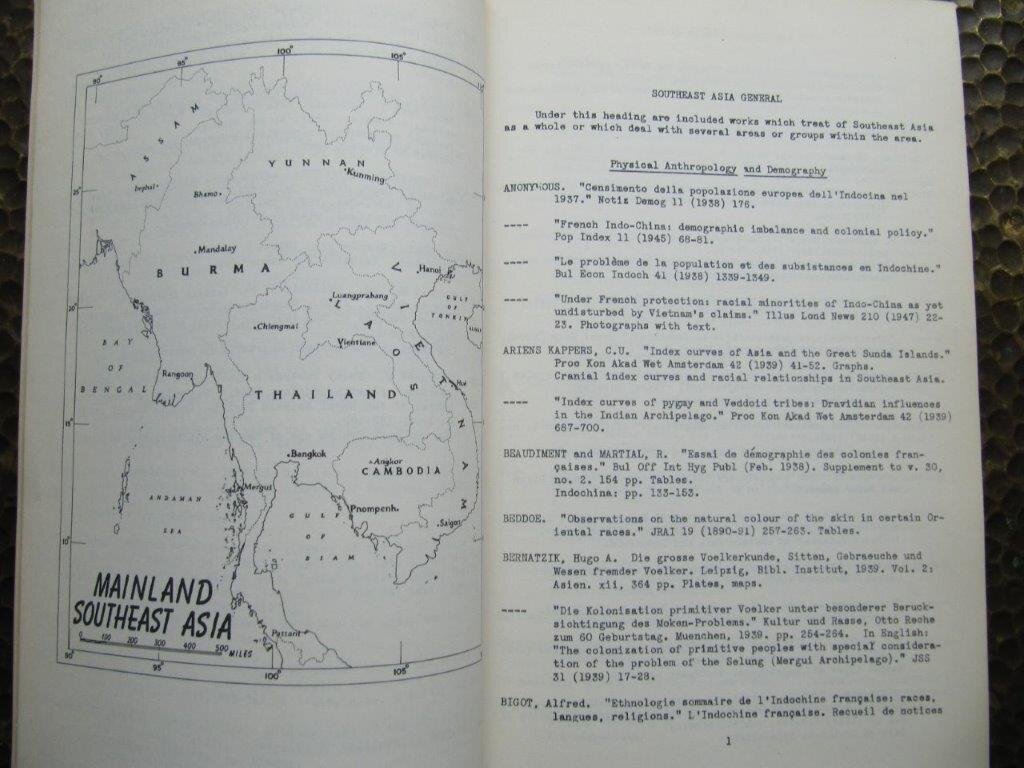 90°
95°
100°
105°
ASSAM
YUNNAN
Kunming
Imphal
Bhamo
25°
Mandalay
BURMA
Hanoi
Luangprabang
GULF
OF
TONKIN
20°
Chiengmai
LAOS
VIETNAM
BAY
OF
BENGAL
Vientiane
Rangoon
Hué
THAILAND
15°
Bangkok
Angkor
CAMBODIA
Mergui
ANDAMAN
SEA
GULF
OF
SIAM
Pnompenh.
Saigon
10°
MAINLAND
SOUTHEAST ASIA
Pattani
0 100 200 300 400 500
MILES
90°
95°
100°
105°
SOUTHEAST ASIA GENERAL
Under this heading are included works which treat of Southeast Asia
as a whole or which deal with several areas or groups within the area.
Physical Anthropology and Demography
ANONYMOUS. "Censimento della popolazione europea dell'Indocina nel
1937." Notiz Demog 11 (1938) 176.
---- "French Indo-China: demographic imbalance and colonial policy."
Pop Index 11 (1945) 68-81.
---- "Le problème de la population et des subsistances en Indochine."
Bul Econ Indoch 41 (1938) 1339-1349.
---- "Under French protection: racial minorities of Indo-China as yet
undisturbed by Vietnam's claims." Illus Lond News 210 (1947) 22-
23. Photographs with text.
ARIENS KAPPERS, C.U. "Index curves of Asia and the Great Sunda Islands."
Proc Kon Akad Wet Amsterdam 42 (1939) 41-52. Graphs.
Cranial index curves and racial relationships in Southeast Asia.
---- "Index curves of pygmy and Veddoid tribes: Dravidian influences
in the Indian Archipelago." Proc Kon Akad Wet Amsterdam 42 (1939)
687-700.
BEAUDIMENT and MARTIAL, R. "Essai de démographie des colonies fran-
çaises." Bul Off Int Hyg Publ (Feb. 1938). Supplement to v. 30,
no. 2. 154 pp. Tables.
Indochina: pp. 133-153.
BEDDOE. "Observations on the natural colour of the skin in certain Or-
iental races." JRAI 19 (1890-91) 257-263. Tables.
BERNATZIK, Hugo A. Die grosse Voelkerkunde, Sitten, Gebraeuche und
Wesen fremder Voelker. Leipzig, Bibl. Institut, 1939. Vol. 2:
Asien. xii, 364 pp. Plates, maps.
---- "Die Kolonisation primitiver Voelker unter besonderer Beruck-
sichtingung des Moken-Problems." Kultur und Rasse, Otto Reche
zum 60 Geburtstag. Muenchen, 1939. pp. 254-264. In English:
"The colonization of primitive peoples with special considera-
tion of the problem of the Selung (Mergui Archipelago)." JSS
31 (1939) 17-28.
BIGOT, Alfred. "Ethnologie sommaire de l'Indochine française: races,
langues, religions." L'Indochine française. Recueil de notices
1